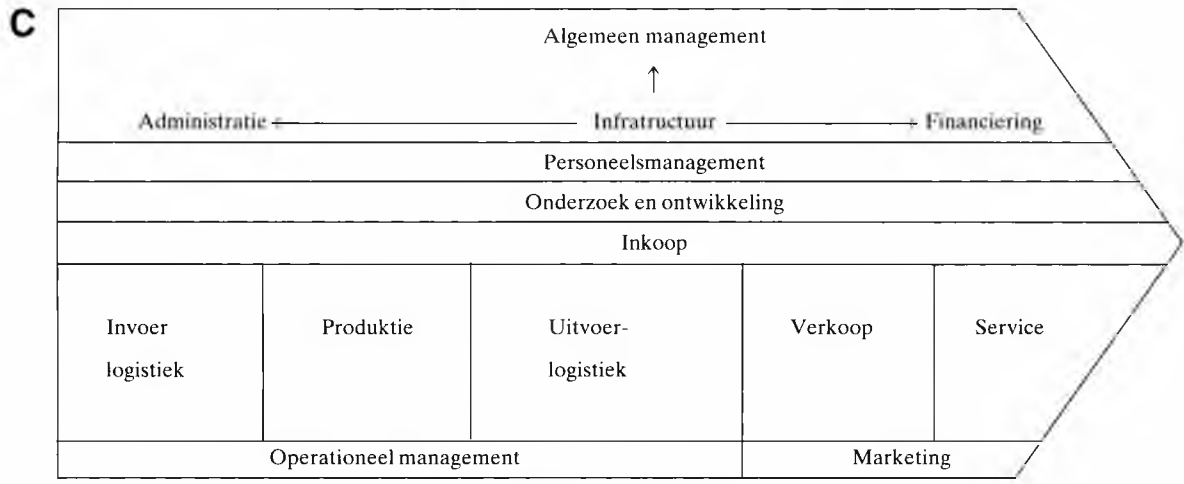 C
Algemeen management
Administratie Infratructuur Financiering
Personeelsmanagement
Onderzoek en ontwikkeling
Inkoop
Invoer
logistiek
Produktie
Uitvoer-
logistiek
Verkoop
Service
Operationeel management
Marketing